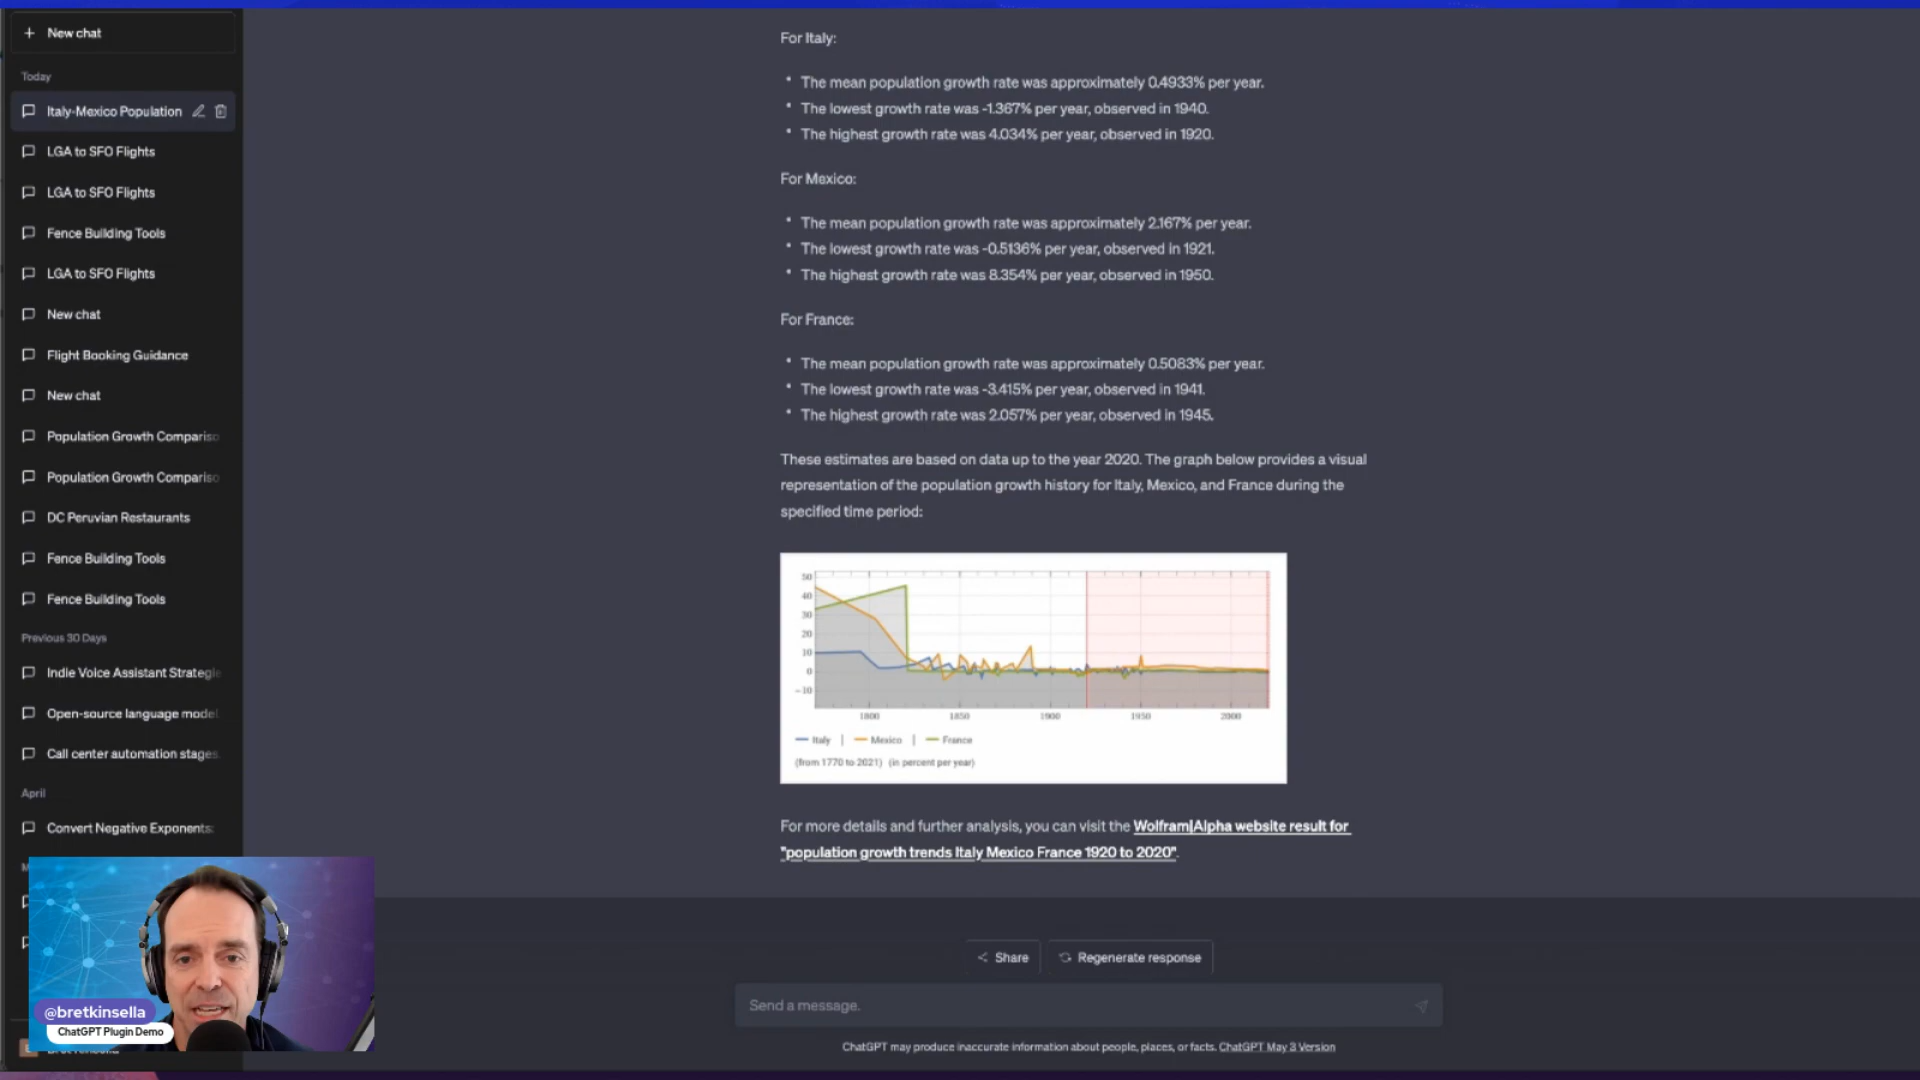 New chat
Today
Italy-Mexico Population
LGA to SFO Flights
LGA to SFO Flights
Fence Building Tools
LGA to SFO Flights
New chat
Flight Booking Guidance
New chat
Population Growth Compariso
Population Growth Compariso
DC Peruvian Restaurants
Fence Building Tools
Fence Building Tools
Previous 30 Days
Indie Voice Assistant Strategie
Open-source language model
Call center automation stages
April
Convert Negative Exponents:
@bretkinsella
ChatGPT Plugin Demo
For Italy:
• The mean population growth rate was approximately 0.4933% per year.
• The lowest growth rate was -1.367% per year, observed in 1940.
• The highest growth rate was 4.034% per year, observed in 1920.
For Mexico:
• The mean population growth rate was approximately 2.167% per year.
• The lowest growth rate was -0.5136% per year, observed in 1921.
• The highest growth rate was 8.354% per year, observed in 1950.
For France:
• The mean population growth rate was approximately 0.5083% per year.
• The lowest growth rate was -3.415% per year, observed in 1941.
• The highest growth rate was 2.057% per year, observed in 1945.
These estimates are based on data up to the year 2020. The graph below provides a visual
representation of the population growth history for Italy, Mexico, and France during the
specified time period:
50
40
30
20
10
0
-10
1800 1850 1900 1950 2000
Italy | Mexico | France
(from 1770 to 2021) (in percent per year)
For more details and further analysis, you can visit the Wolfram|Alpha website result for
"population growth trends Italy Mexico France 1920 to 2020".
Share
Regenerate response
Send a message.
ChatGPT may produce inaccurate information about people, places, or facts. ChatGPT May 3 Version